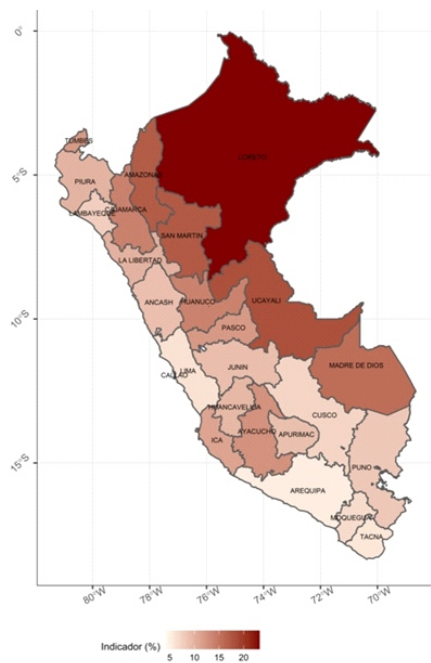 0°
5°S
10°S
15°S
TUMBES
PIURA
LAMBAYEQUE
CAJAMARCA
AMAZONAS
LORETO
SAN MARTIN
LA LIBERTAD
ANCASH
HUANUCO
UCAYALI
PASCO
JUNIN
LIMA
CALLAO
MADRE DE DIOS
HUANCAVELICA
CUSCO
ICA
AYACUCHO
APURIMAC
PUNO
AREQUIPA
MOQUEGUA
TACNA
80°W 78°W 76°W 74°W 72°W 70°W
Indicador (%)
5 10 15 20